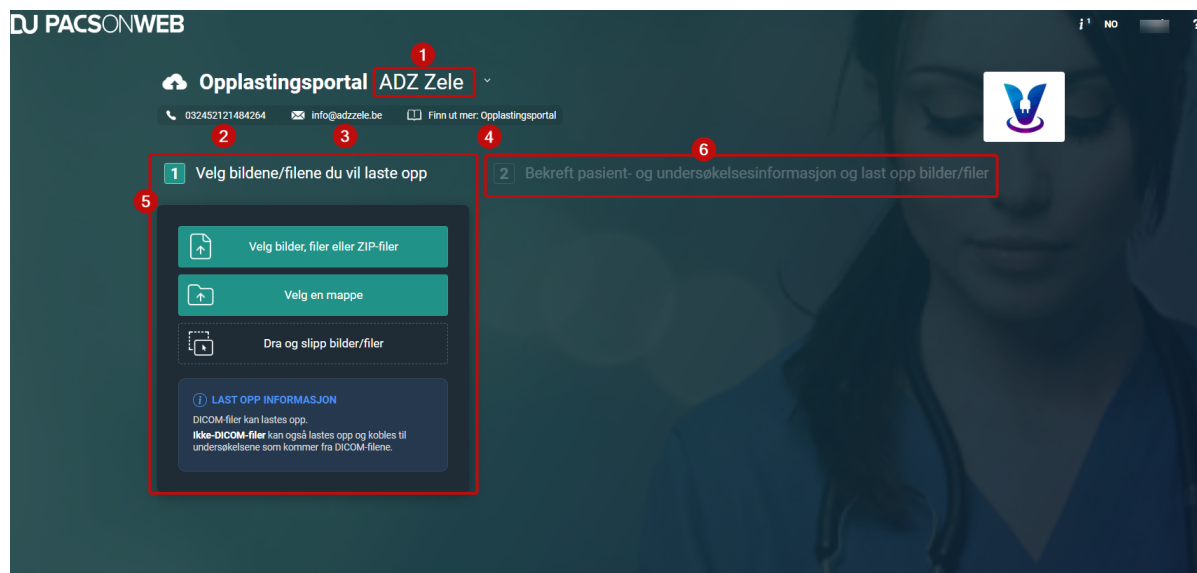 PACSONWEB
i 1 NO ?
1
Opplastingsportal ADZ Zele
032452121484264 info@adzzele.be Finn ut mer: Opplastingsportal
2 3 4
6
1 Velg bildene/filene du vil laste opp
2 Bekreft pasient- og undersøkelsesinformasjon og last opp bilder/filer
5
Velg bilder, filer eller ZIP-filer
Velg en mappe
Dra og slipp bilder/filer
i LAST OPP INFORMASJON
DICOM-filer kan lastes opp.
Ikke-DICOM-filer kan også lastes opp og kobles til
undersøkelsene som kommer fra DICOM-filene.